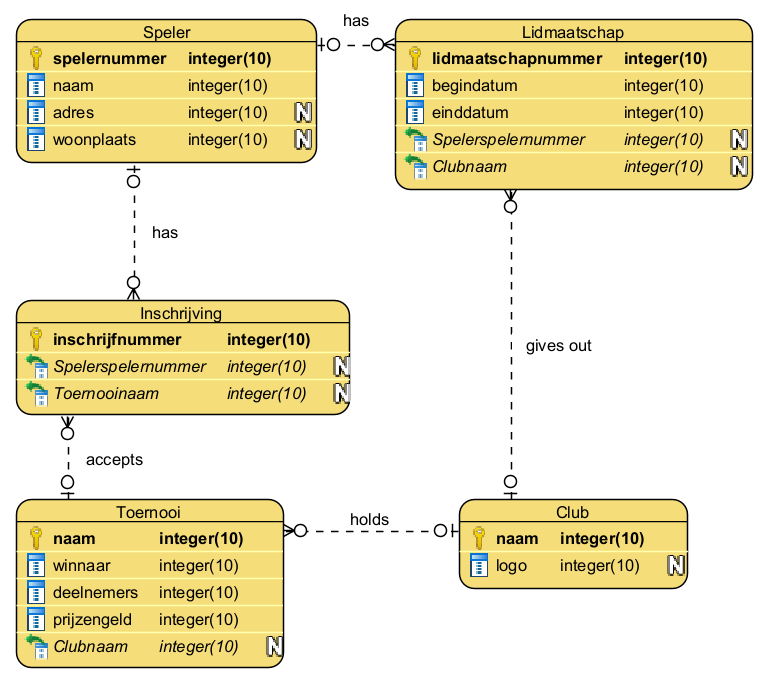 has
Speler
spelernummer integer(10)
naam integer(10)
adres integer(10) N
woonplaats integer(10) N
Lidmaatschap
lidmaatschapnummer integer(10)
begindatum integer(10)
einddatum integer(10)
Spelerspelernummer integer(10) N
Clubnaam integer(10) N
has
gives out
Inschrijving
inschrijfnummer integer(10)
Spelerspelernummer integer(10) N
Toernooinaam integer(10) N
accepts
Toernooi
naam integer(10)
winnaar integer(10)
deelnemers integer(10)
prijzengeld integer(10)
Clubnaam integer(10) N
holds
Club
naam integer(10)
logo integer(10) N